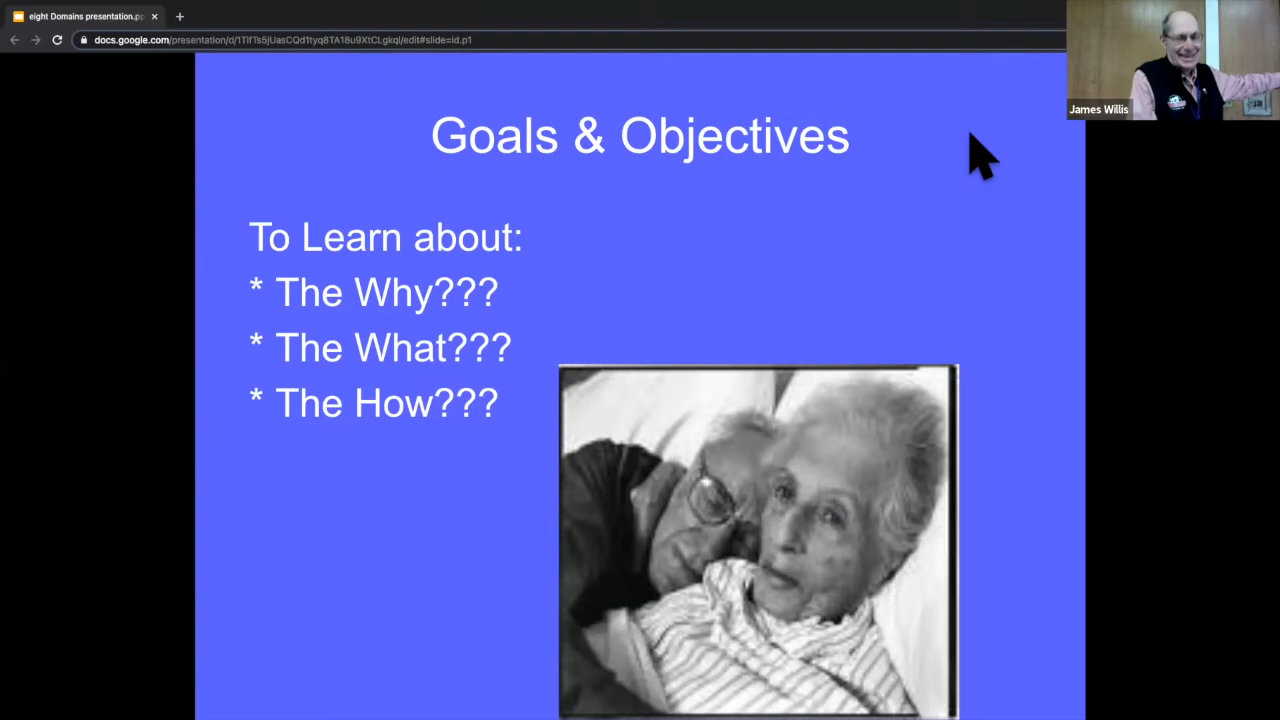 eight Domains presentation.pp
docs.google.com/presentation/d/1TifTs5jUasCQd1tyq8TA18u9XtCLgkql/edit#slide=id.p1
James Willis
Goals & Objectives
To Learn about:
* The Why???
* The What???
* The How???